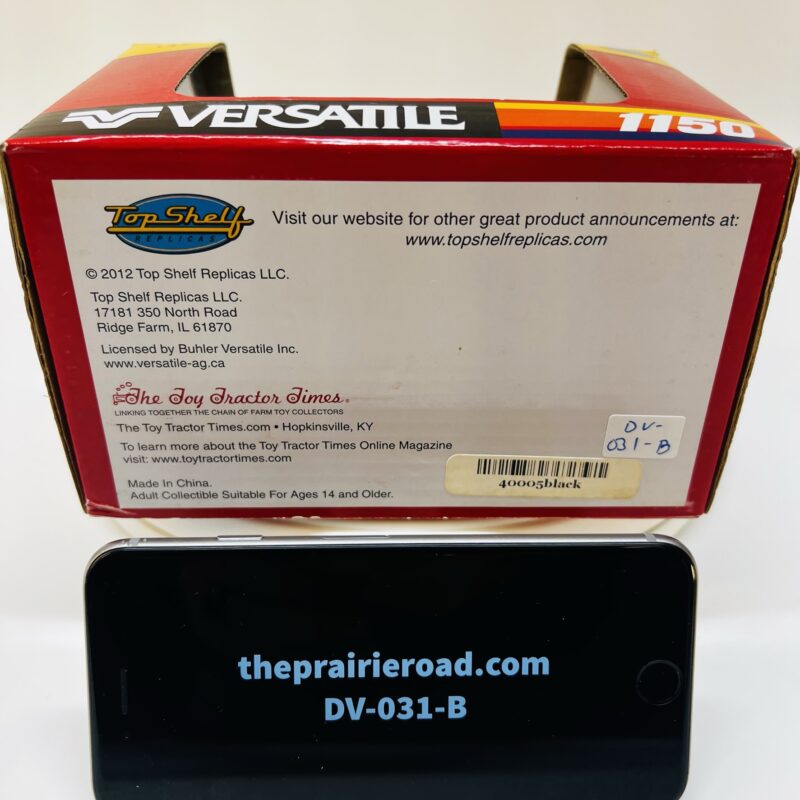 VERSATILE 1150
Top Shelf
REPLICAS
Visit our website for other great product announcements at:
www.topshelfreplicas.com
© 2012 Top Shelf Replicas LLC.
Top Shelf Replicas LLC.
17181 350 North Road
Ridge Farm, IL 61870
Licensed by Buhler Versatile Inc.
www.versatile-ag.ca
The Toy Tractor Times.
LINKING TOGETHER THE CHAIN OF FARM TOY COLLECTORS
The Toy Tractor Times.com • Hopkinsville, KY
To learn more about the Toy Tractor Times Online Magazine
visit: www.toytractortimes.com
Made In China.
Adult Collectible Suitable For Ages 14 and Older.
DV-
031-B
40005black
theprairieroad.com
DV-031-B